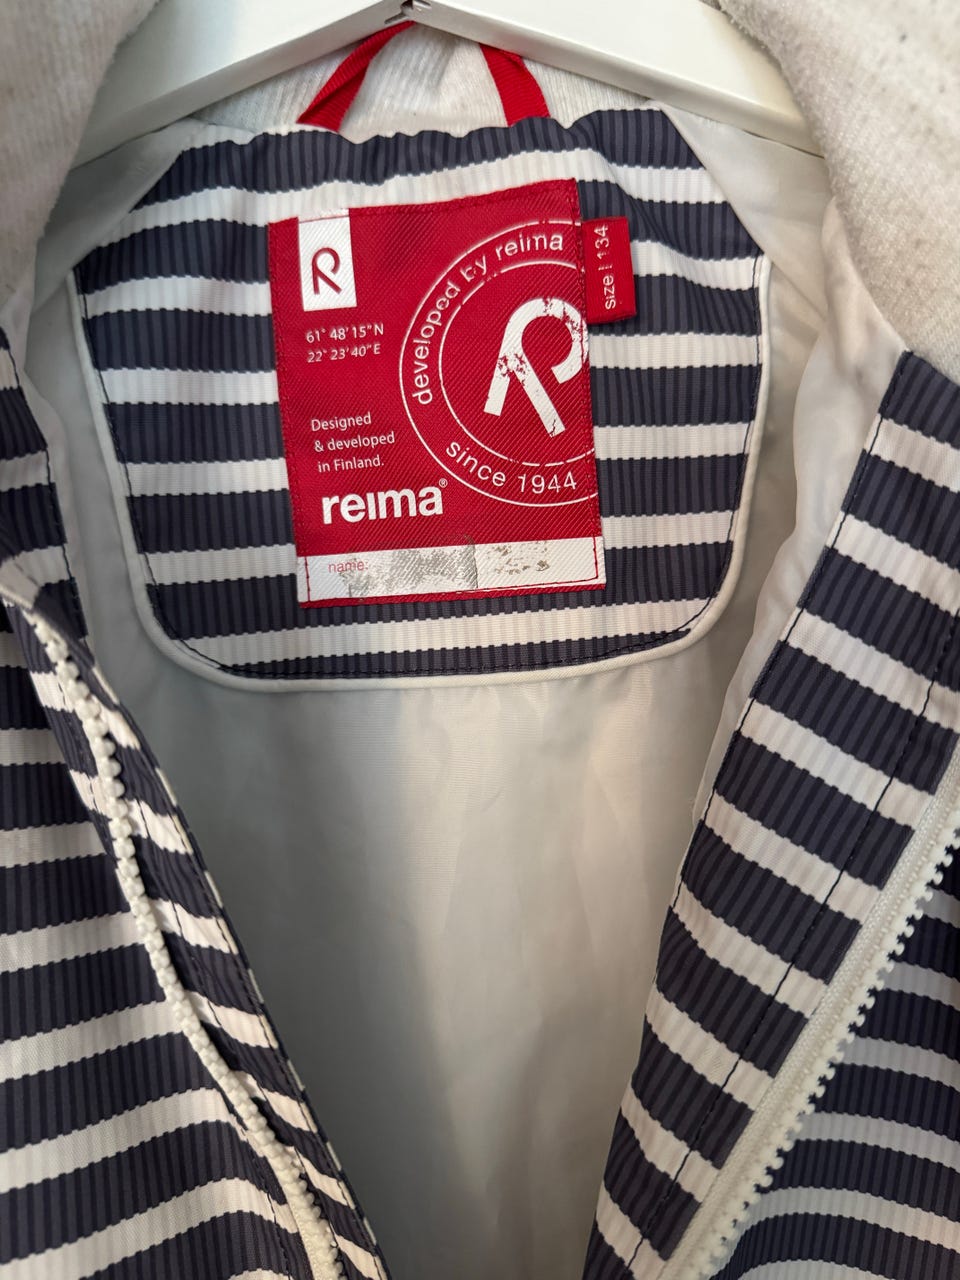 R
61° 48' 15"N
22° 23' 40"E
Designed
& developed
in Finland.
reima®
name:
developed by reima
R
since 1944
size | 134